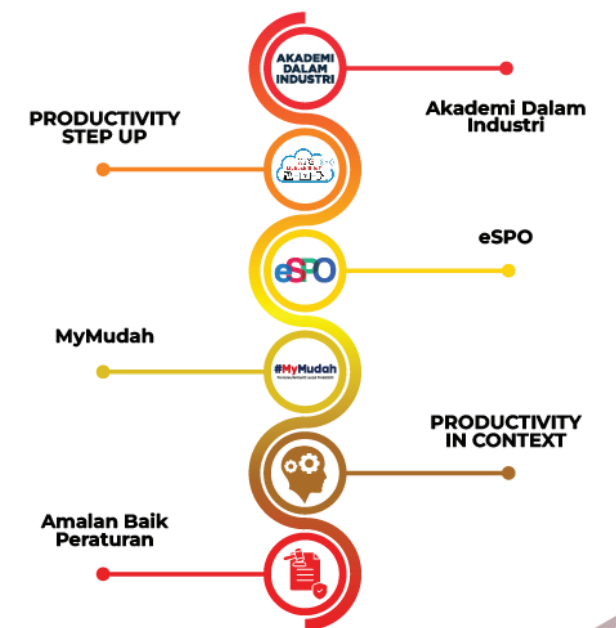 AKADEMI
DALAM
INDUSTRI
Akademi Dalam
Industri
PRODUCTIVITY
STEP UP
eSPO
eSPO
MyMudah
#MyMudah
PRODUCTIVITY
IN CONTEXT
Amalan Baik
Peraturan